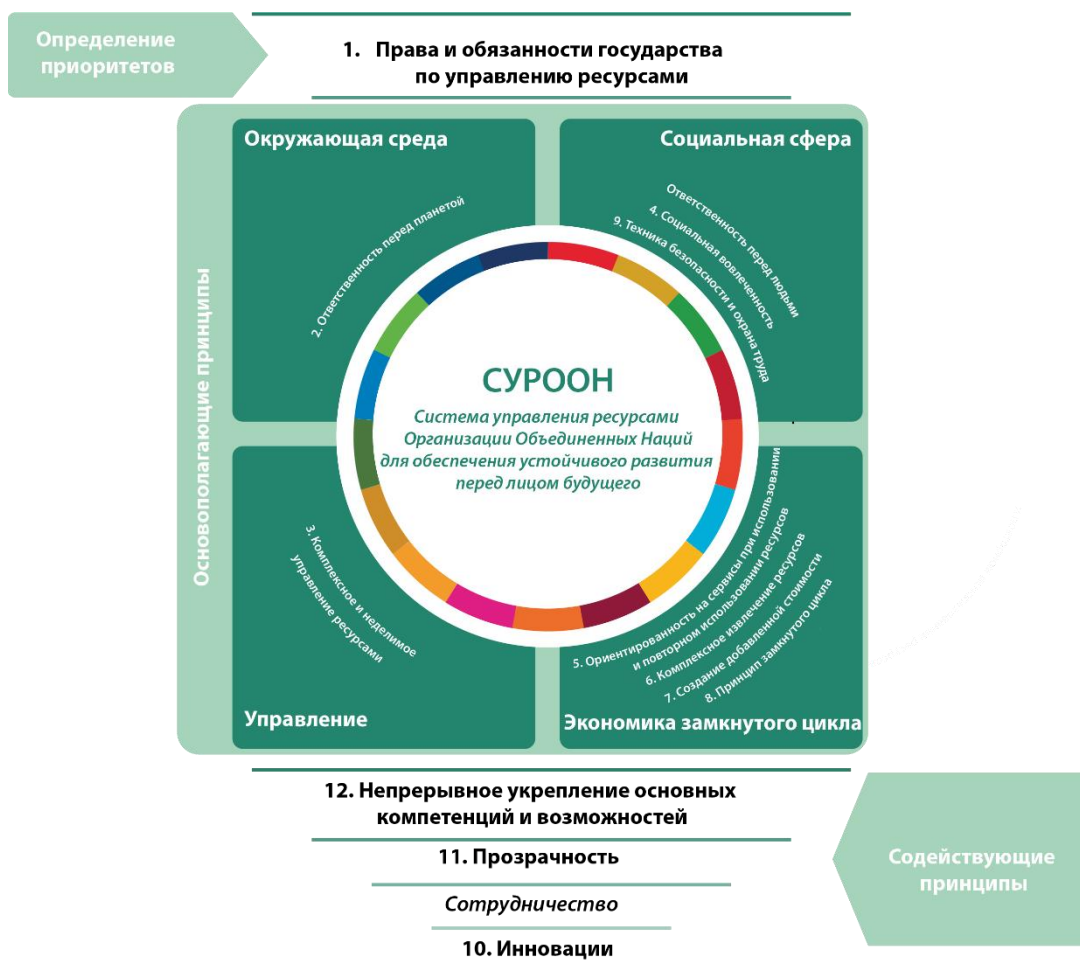 Определение
приоритетов
1. Права и обязанности государства
по управлению ресурсами
Основополагающие принципы
Окружающая среда
2. Ответственность перед планетой
Социальная сфера
Ответственность перед людьми
4. Социальная вовлеченность
9. Техника безопасности и охрана труда
СУРООН
Система управления ресурсами
Организации Объединенных Наций
для обеспечения устойчивого развития
перед лицом будущего
3. Комплексное и неделимое
управление ресурсами
Управление
5. Ориентированность на сервисы при использовании
и повторном использовании ресурсов
6. Комплексное извлечение ресурсов
7. Создание добавленной стоимости
8. Принцип замкнутого цикла
Экономика замкнутого цикла
12. Непрерывное укрепление основных
компетенций и возможностей
11. Прозрачность
Сотрудничество
10. Инновации
Содействующие
принципы